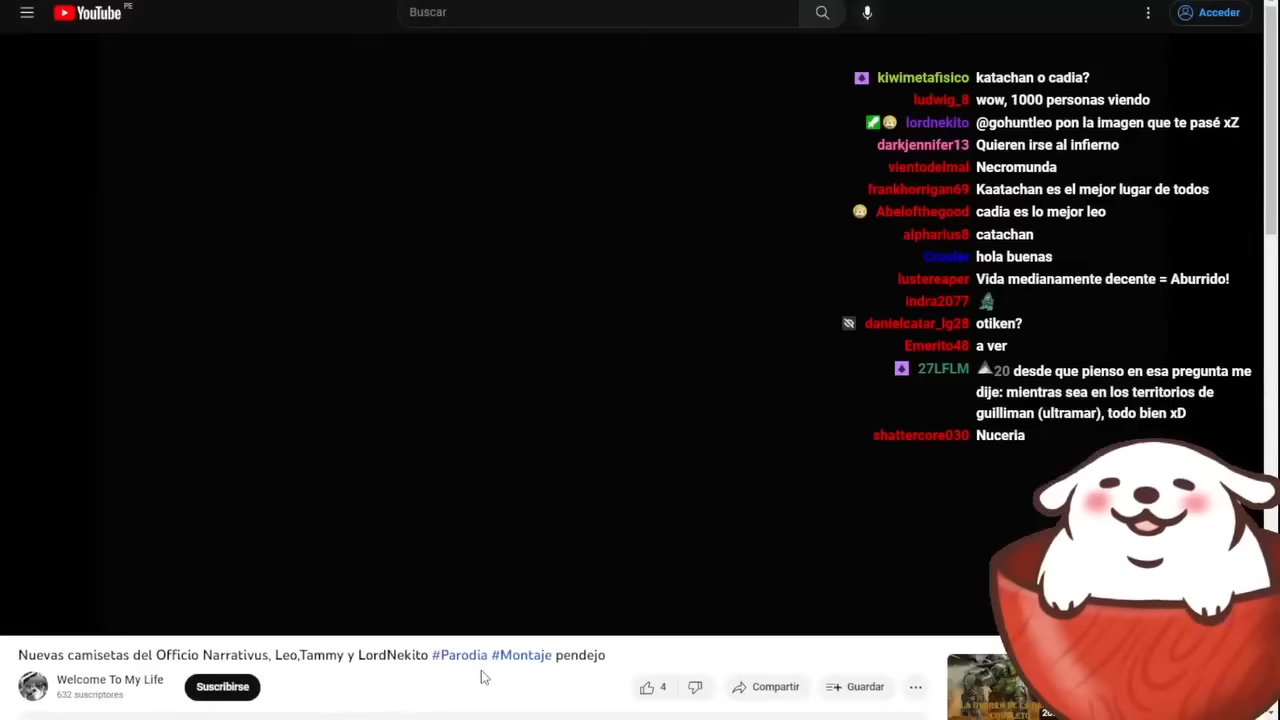 YouTube PE
Buscar
Acceder
kiwimetafisico katachan o cadia?
ludwig_8 wow, 1000 personas viendo
lordnekito @gohuntleo pon la imagen que te pasé xZ
darkjennifer13 Quieren irse al infierno
vientodelmal Necromunda
frankhorrigan69 Kaatachan es el mejor lugar de todos
Abelofthegood cadia es lo mejor leo
alpharius8 catachan
Crouler hola buenas
lustereaper Vida medianamente decente = Aburrido!
indra2077
danielcatar_lg28 otiken?
Emerito48 a ver
27LFLM 20 desde que pienso en esa pregunta me
dije: mientras sea en los territorios de
guilliman (ultramar), todo bien xD
shattercore030 Nuceria
Nuevas camisetas del Officio Narrativus, Leo,Tammy y LordNekito #Parodia #Montaje pendejo
Welcome To My Life
632 suscriptores
Suscribirse
4
Compartir
Guardar
COMPLETO